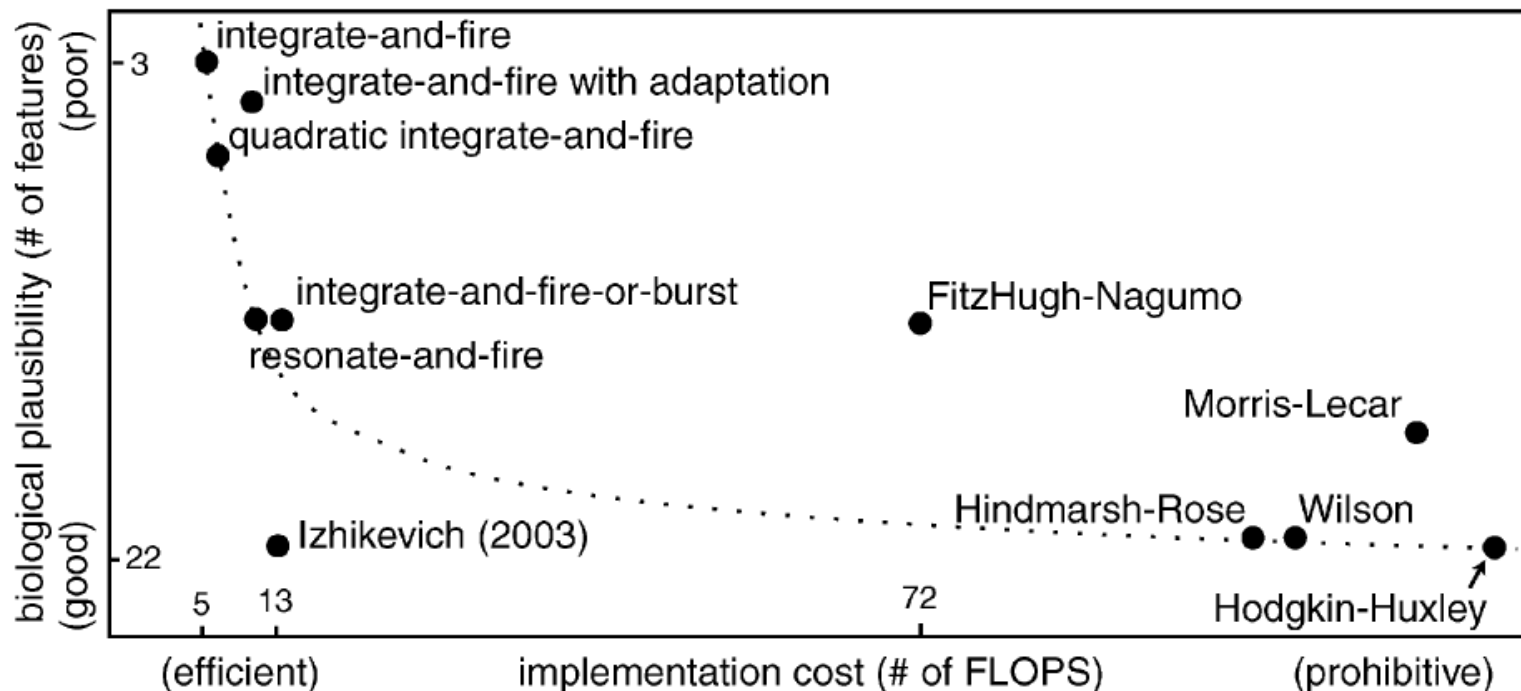 biological plausibility (# of features)
(poor)
(good)
3
22
integrate-and-fire
integrate-and-fire with adaptation
quadratic integrate-and-fire
integrate-and-fire-or-burst
resonate-and-fire
FitzHugh-Nagumo
Morris-Lecar
Hindmarsh-Rose
Wilson
Izhikevich (2003)
Hodgkin-Huxley
5
13
72
(efficient)
implementation cost (# of FLOPS)
(prohibitive)